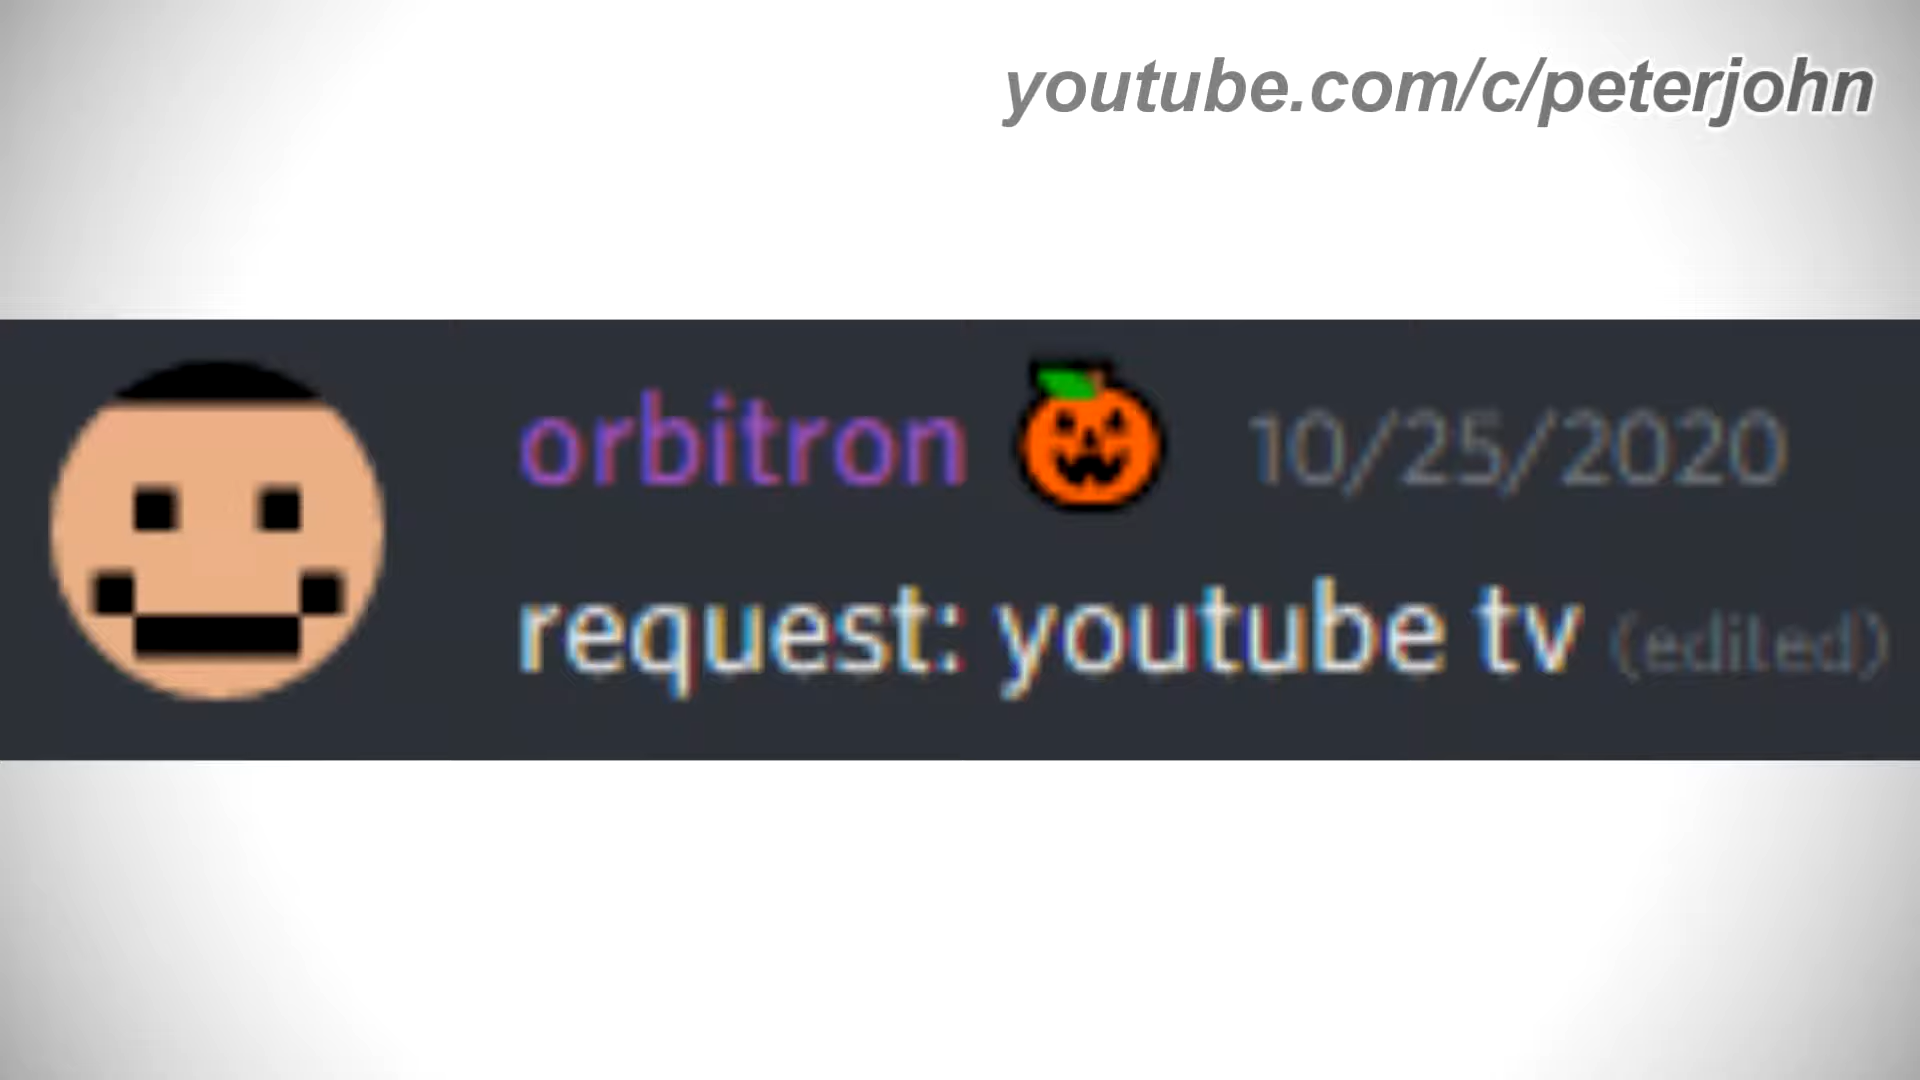 youtube.com/c/peterjohn
orbitron 🎃 10/25/2020
request: youtube tv (edited)